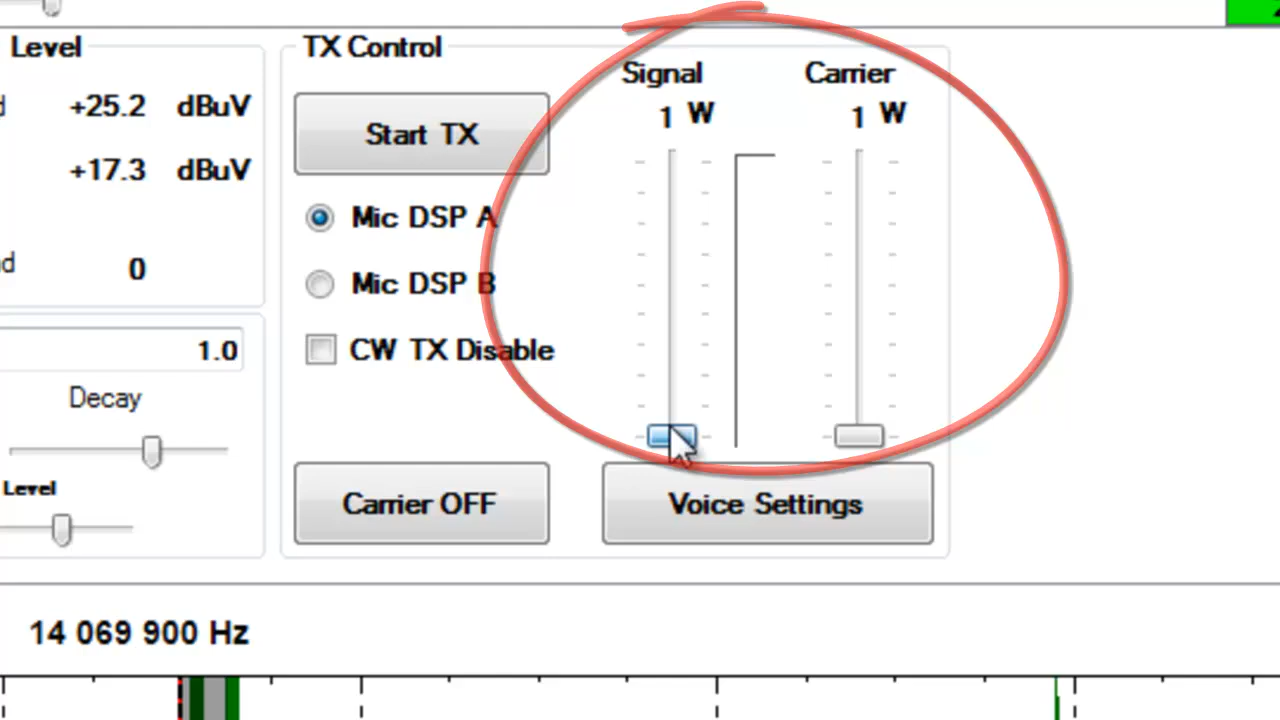 Level
+25.2 dBuV
+17.3 dBuV
0
1.0
Decay
Level
TX Control
Start TX
Mic DSP A
Mic DSP B
CW TX Disable
Carrier OFF
Signal
1 W
Carrier
1 W
Voice Settings
14 069 900 Hz